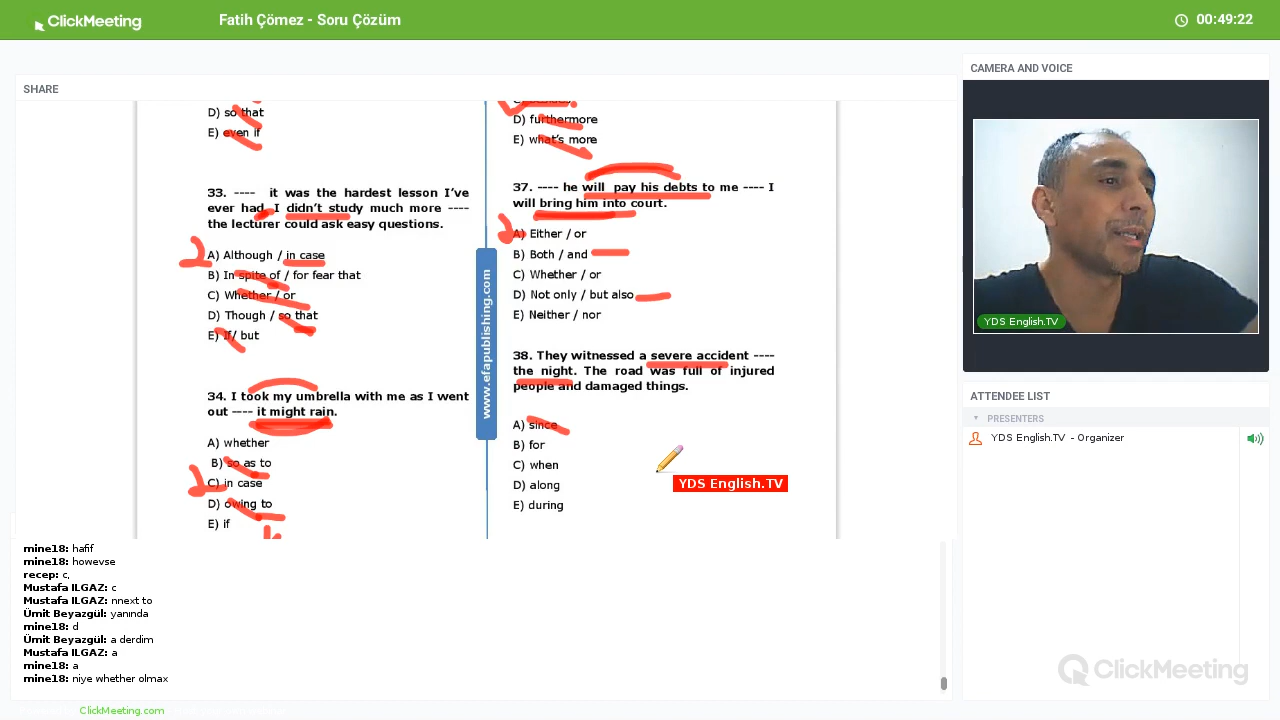 ClickMeeting
Fatih Çömez - Soru Çözüm
00:49:22
SHARE
CAMERA AND VOICE
D) so that
E) even if
33. ---- it was the hardest lesson I've
ever had, I didn't study much more ----
the lecturer could ask easy questions.
A) Although / in case
B) In spite of / for fear that
C) Whether / or
D) Though / so that
E) If/ but
34. I took my umbrella with me as I went
out ---- it might rain.
A) whether
B) so as to
C) in case
D) owing to
E) if
www.efapublishing.com
D) furthermore
E) what's more
37. ---- he will pay his debts to me ---- I
will bring him into court.
A) Either / or
B) Both / and
C) Whether / or
D) Not only / but also
E) Neither / nor
38. They witnessed a severe accident ----
the night. The road was full of injured
people and damaged things.
A) since
B) for
C) when
D) along
E) during
YDS English.TV
YDS English.TV
ATTENDEE LIST
PRESENTERS
YDS English.TV - Organizer
mine18: hafif
mine18: howevse
recep: c,
Mustafa ILGAZ: c
Mustafa ILGAZ: nnext to
Ümit Beyazgül: yanında
mine18: d
Ümit Beyazgül: a derdim
Mustafa ILGAZ: a
mine18: a
mine18: niye whether olmax
ClickMeeting
ClickMeeting.com